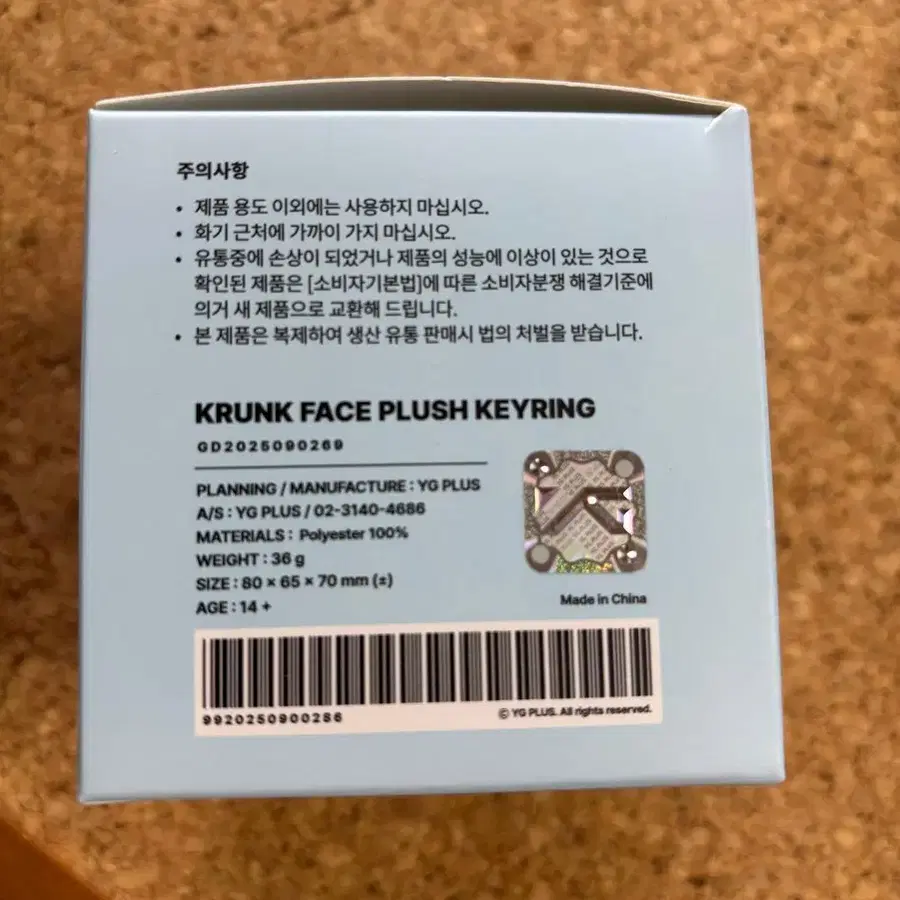 주의사항
• 제품 용도 이외에는 사용하지 마십시오.
• 화기 근처에 가까이 가지 마십시오.
• 유통중에 손상이 되었거나 제품의 성능에 이상이 있는 것으로
확인된 제품은 [소비자기본법]에 따른 소비자분쟁 해결기준에
의거 새 제품으로 교환해 드립니다.
• 본 제품은 복제하여 생산 유통 판매시 법의 처벌을 받습니다.
KRUNK FACE PLUSH KEYRING
GD2025090269
PLANNING / MANUFACTURE : YG PLUS
A/S : YG PLUS / 02-3140-4686
MATERIALS : Polyester 100%
WEIGHT : 36 g
SIZE : 80 × 65 × 70 mm (±)
AGE : 14 +
Made in China
9920250900286
© YG PLUS. All rights reserved.